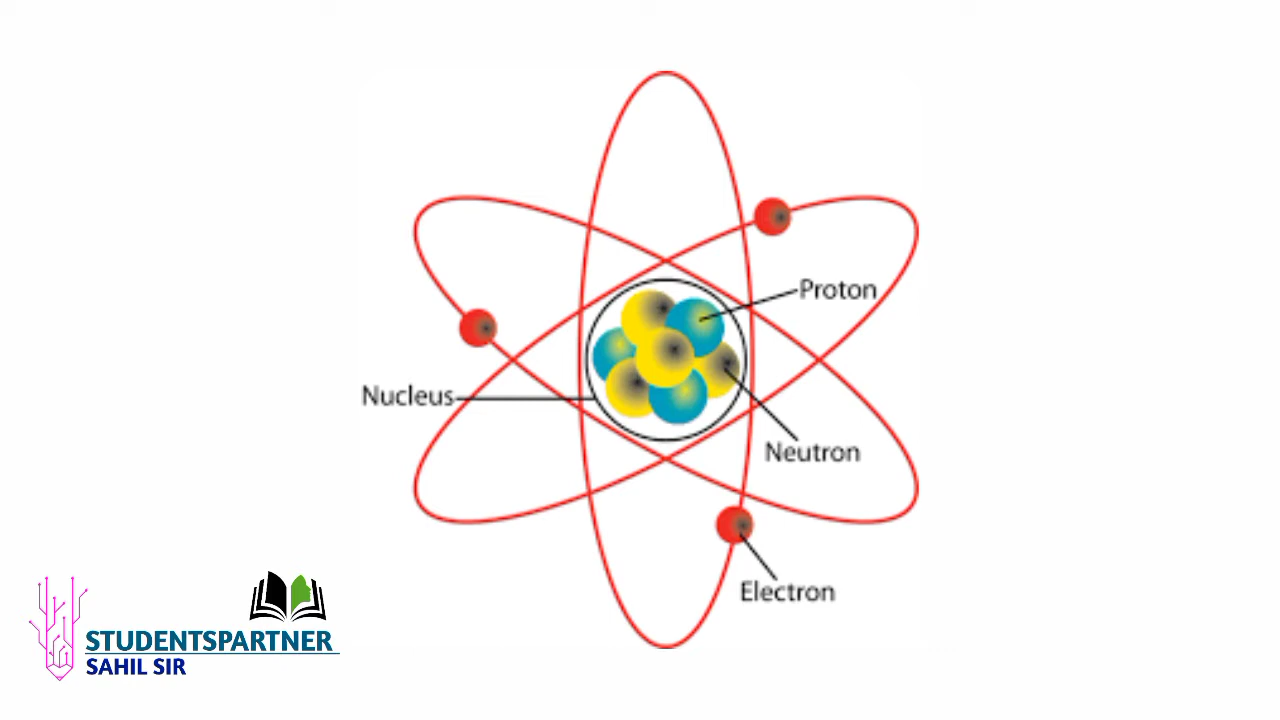 Proton
Nucleus
Neutron
Electron
STUDENTSPARTNER
SAHIL SIR